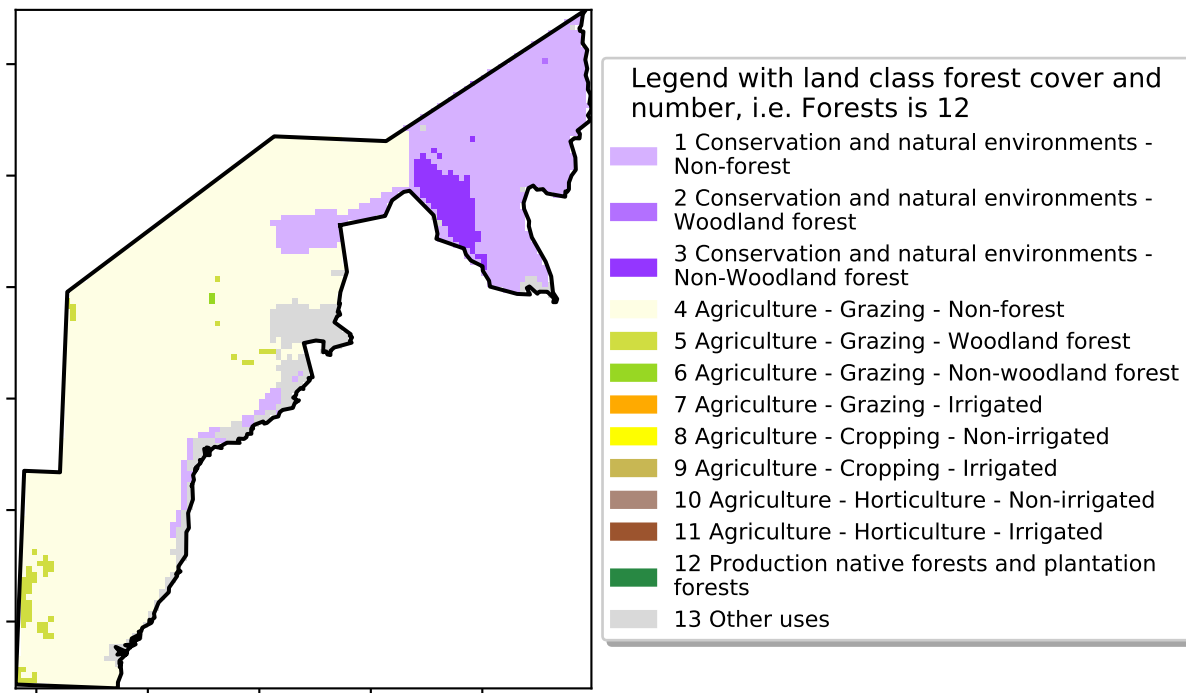 Legend with land class forest cover and
number, i.e. Forests is 12
1 Conservation and natural environments -
Non-forest
2 Conservation and natural environments -
Woodland forest
3 Conservation and natural environments -
Non-Woodland forest
4 Agriculture - Grazing - Non-forest
5 Agriculture - Grazing - Woodland forest
6 Agriculture - Grazing - Non-woodland forest
7 Agriculture - Grazing - Irrigated
8 Agriculture - Cropping - Non-irrigated
9 Agriculture - Cropping - Irrigated
10 Agriculture - Horticulture - Non-irrigated
11 Agriculture - Horticulture - Irrigated
12 Production native forests and plantation
forests
13 Other uses